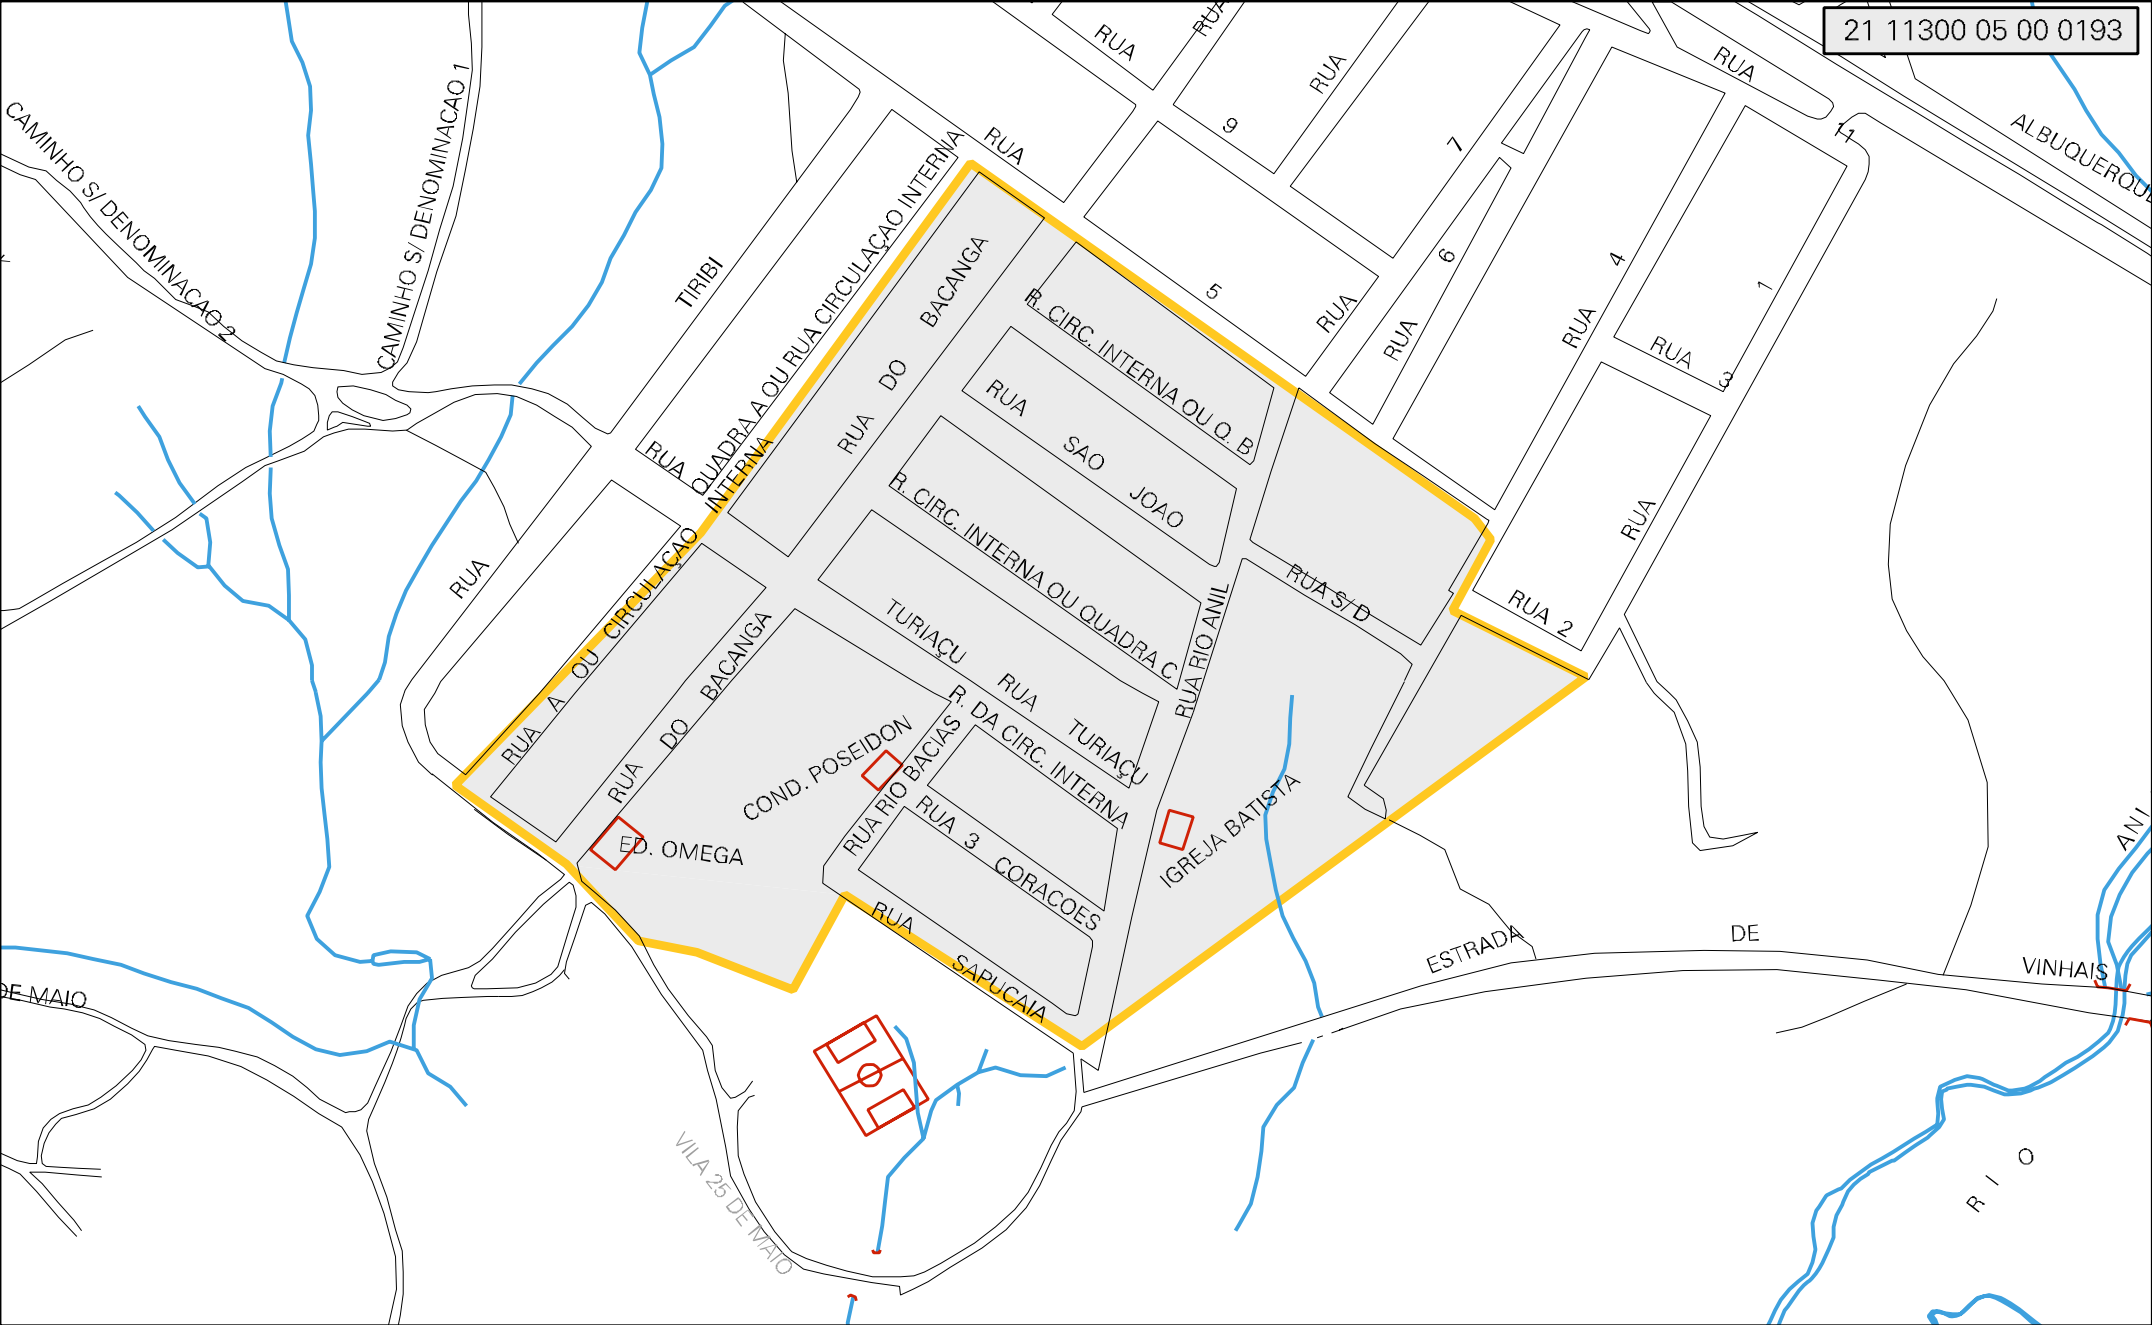 21 11300 05 00 0193
RUA
RUA
RUA
RUA
11
ALBUQUERQUE
CAMINHO S/ DENOMINACAO 1
CAMINHO S/ DENOMINACAO 2
RUA
9
7
6
4
1
5
RUA
RUA
RUA
RUA
3
RUA
RUA 2
TIRIBI
RUA
RUA
QUADRA A OU RUA CIRCULAÇAO INTERNA
RUA DO BACANGA
R. CIRC. INTERNA OU Q. B
RUA SAO JOAO
R. CIRC. INTERNA OU QUADRA C
RUA A OU CIRCULAÇAO INTERNA
RUA DO BACANGA
TURIAÇU
RUA TURIAÇU
RUA RIO ANIL
RUA S/D
R. DA CIRC. INTERNA
COND. POSEIDON
RUA RIO BACIAS
RUA 3 CORACOES
ED. OMEGA
IGREJA BATISTA
RUA SAPUCAIA
ESTRADA DE VINHAIS
DE MAIO
VILA 25 DE MAIO
RIO
ANI